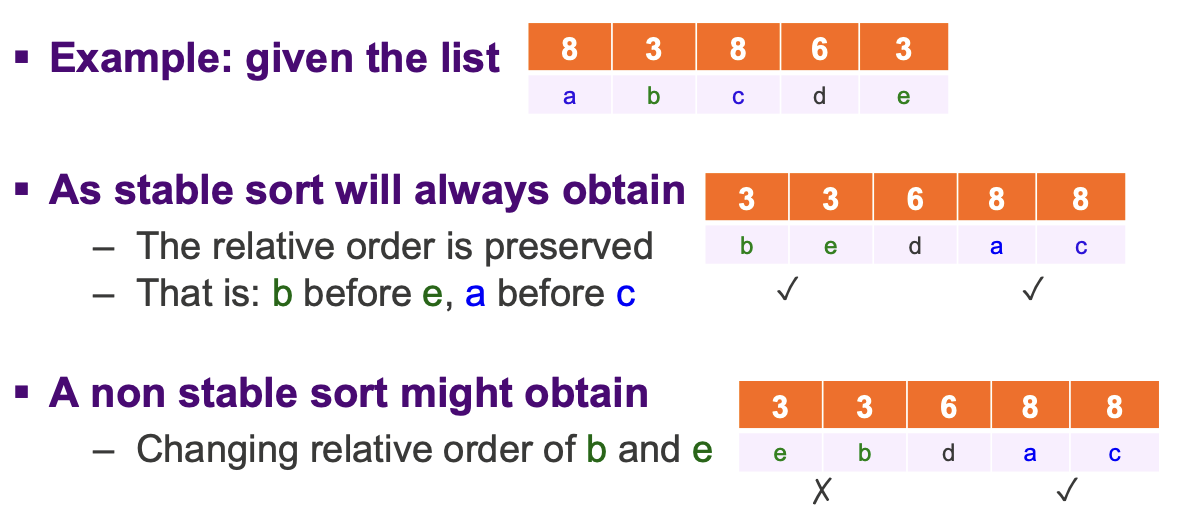 ▪ Example: given the list
8 3 8 6 3
a b c d e
▪ As stable sort will always obtain
3 3 6 8 8
b e d a c
– The relative order is preserved
– That is: b before e, a before c
✓ ✓
▪ A non stable sort might obtain
3 3 6 8 8
e b d a c
– Changing relative order of b and e
✗ ✓